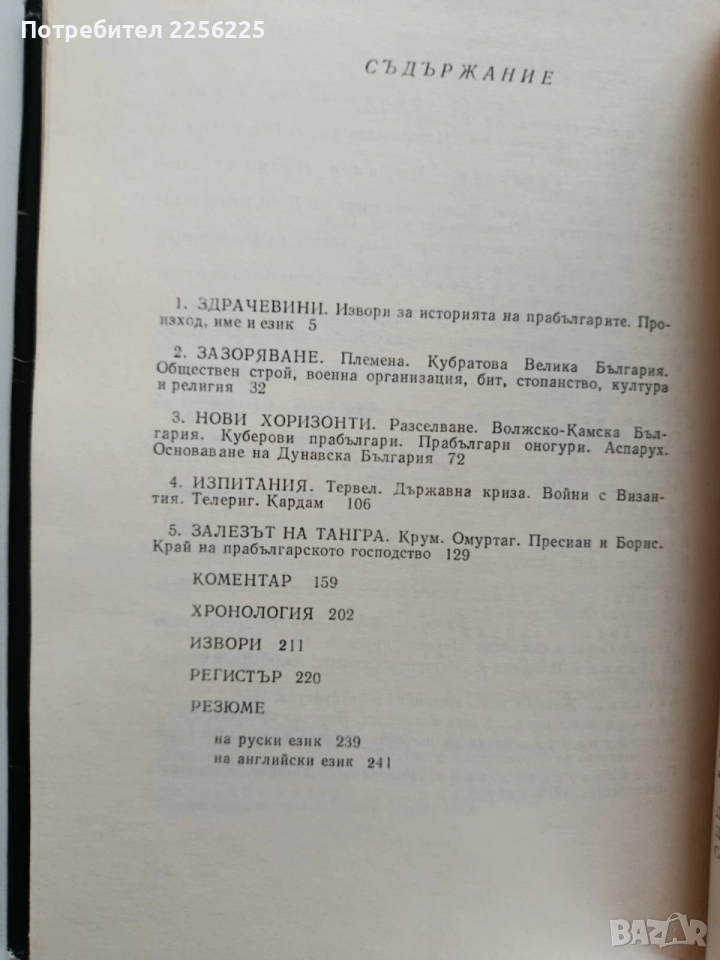 Потребител 2256225
СЪДЪРЖАНИЕ
1. ЗДРАЧЕВИНИ. Извори за историята на прабългарите. Про-
изход, име и език 5
2. ЗАЗОРЯВАНЕ. Племена. Кубратова Велика България.
Обществен строй, военна организация, бит, стопанство, култура
и религия 32
3. НОВИ ХОРИЗОНТИ. Разселване. Волжско-Камска Бъл-
гария. Куберови прабългари. Прабългари оногури. Аспарух.
Основаване на Дунавска България 72
4. ИЗПИТАНИЯ. Тервел. Държавна криза. Войни с Визан-
тия. Телериг. Кардам 106
5. ЗАЛЕЗЪТ НА ТАНГРА. Крум. Омуртаг. Пресиан и Борис.
Край на прабългарското господство 129
КОМЕНТАР 159
ХРОНОЛОГИЯ 202
ИЗВОРИ 211
РЕГИСТЪР 220
РЕЗЮМЕ
на руски език 239
на английски език 241
BAZAR